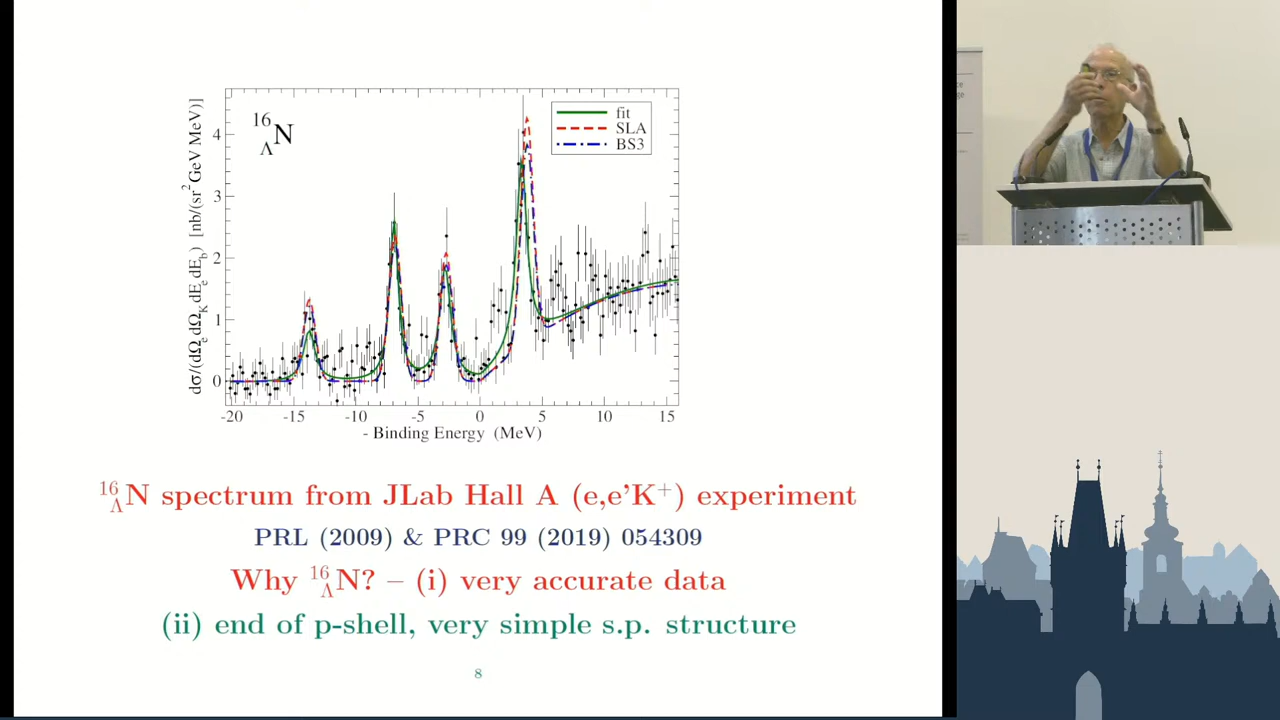 16ΛN
fit
SLA
BS3
dσ/(dΩe dΩK dEe dEb) [nb/(sr² GeV MeV)]
4
3
2
1
0
-20 -15 -10 -5 0 5 10 15
- Binding Energy (MeV)
16ΛN spectrum from JLab Hall A (e,e'K⁺) experiment
PRL (2009) & PRC 99 (2019) 054309
Why 16ΛN? – (i) very accurate data
(ii) end of p-shell, very simple s.p. structure
8